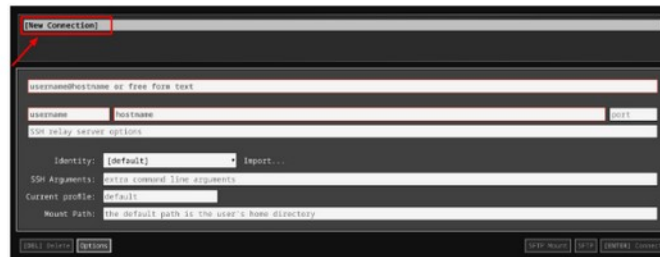 [New Connection]
username@hostname or free form text
username hostname port
SSH relay server options
Identity: [default] Import...
SSH Arguments: extra command line arguments
Current profile: default
Mount Path: the default path is the user's home directory
[DEL] Delete Options SFTP Mount SFTP [ENTER] Connect